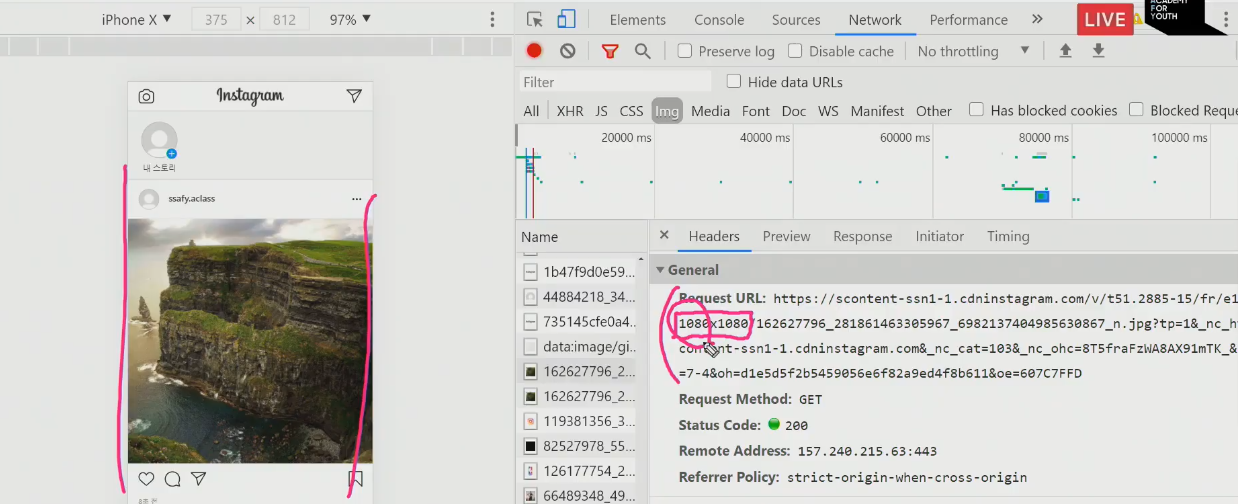 iPhone X ▼ 375 × 812 97% ▼
Elements Console Sources Network Performance »
LIVE
ACADEMY
FOR
YOUTH
Preserve log Disable cache No throttling ▼
Filter
Hide data URLs
All XHR JS CSS Img Media Font Doc WS Manifest Other Has blocked cookies Blocked Reque
20000 ms 40000 ms 60000 ms 80000 ms 100000 ms
Instagram
내 스토리
ssafy.aclass
Name
1b47f9d0e59...
44884218_34...
735145cfe0a4...
data:image/gi...
162627796_2...
162627796_2...
119381356_3...
82527978_55...
126177754_2...
66489348_49...
× Headers Preview Response Initiator Timing
▼ General
Request URL: https://scontent-ssn1-1.cdninstagram.com/v/t51.2885-15/fr/e1
1080x1080/162627796_281861463305967_6982137404985630867_n.jpg?tp=1&_nc_h
content-ssn1-1.cdninstagram.com&_nc_cat=103&_nc_ohc=8T5fraFzWA8AX91mTK_&
=7-4&oh=d1e5d5f2b5459056e6f82a9ed4f8b611&oe=607C7FFD
Request Method: GET
Status Code: 200
Remote Address: 157.240.215.63:443
Referrer Policy: strict-origin-when-cross-origin